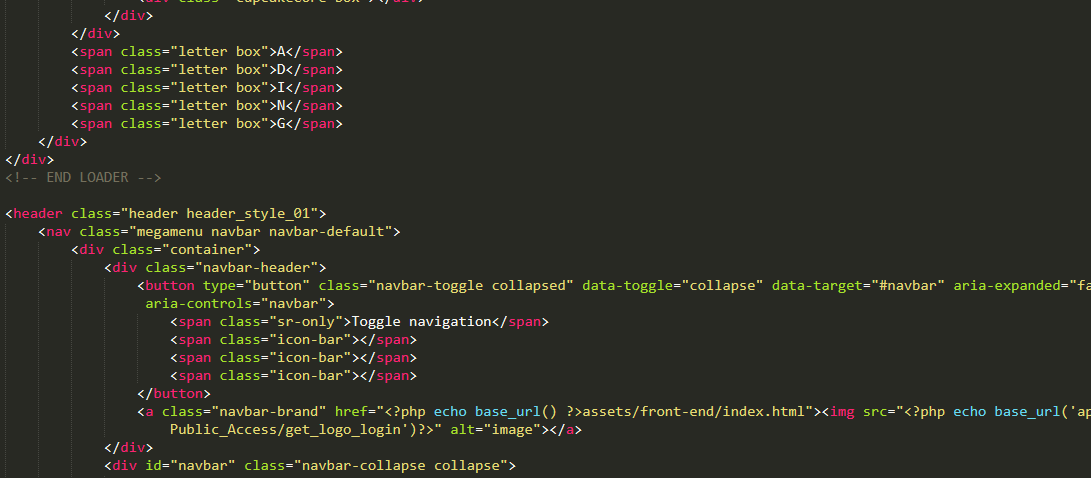 </div>
</div>
<span class="letter box">A</span>
<span class="letter box">D</span>
<span class="letter box">I</span>
<span class="letter box">N</span>
<span class="letter box">G</span>
</div>
</div>
<!-- END LOADER -->
<header class="header header_style_01">
<nav class="megamenu navbar navbar-default">
<div class="container">
<div class="navbar-header">
<button type="button" class="navbar-toggle collapsed" data-toggle="collapse" data-target="#navbar" aria-expanded="fa
aria-controls="navbar">
<span class="sr-only">Toggle navigation</span>
<span class="icon-bar"></span>
<span class="icon-bar"></span>
<span class="icon-bar"></span>
</button>
<a class="navbar-brand" href="<?php echo base_url() ?>assets/front-end/index.html"><img src="<?php echo base_url('ap
Public_Access/get_logo_login')?>" alt="image"></a>
</div>
<div id="navbar" class="navbar-collapse collapse">